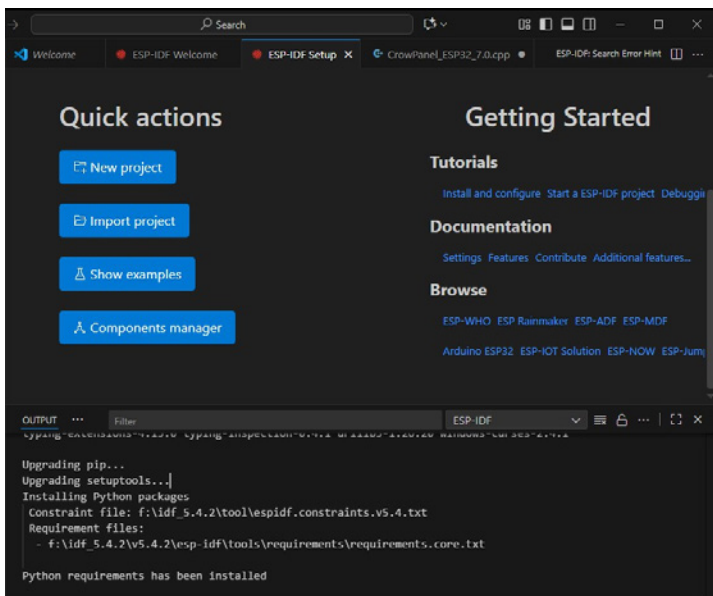 Search
Welcome ESP-IDF Welcome ESP-IDF Setup CrowPanel_ESP32_7.0.cpp ESP-IDF: Search Error Hint
Quick actions
New project
Import project
Show examples
Components manager
Getting Started
Tutorials
Install and configure Start a ESP-IDF project Debuggi
Documentation
Settings Features Contribute Additional features...
Browse
ESP-WHO ESP Rainmaker ESP-ADF ESP-MDF
Arduino ESP32 ESP-IOT Solution ESP-NOW ESP-Jum
OUTPUT Filter ESP-IDF
Upgrading pip...
Upgrading setuptools...
Installing Python packages
Constraint file: f:\idf_5.4.2\tool\espidf.constraints.v5.4.txt
Requirement files:
- f:\idf_5.4.2\v5.4.2\esp-idf\tools\requirements\requirements.core.txt
Python requirements has been installed